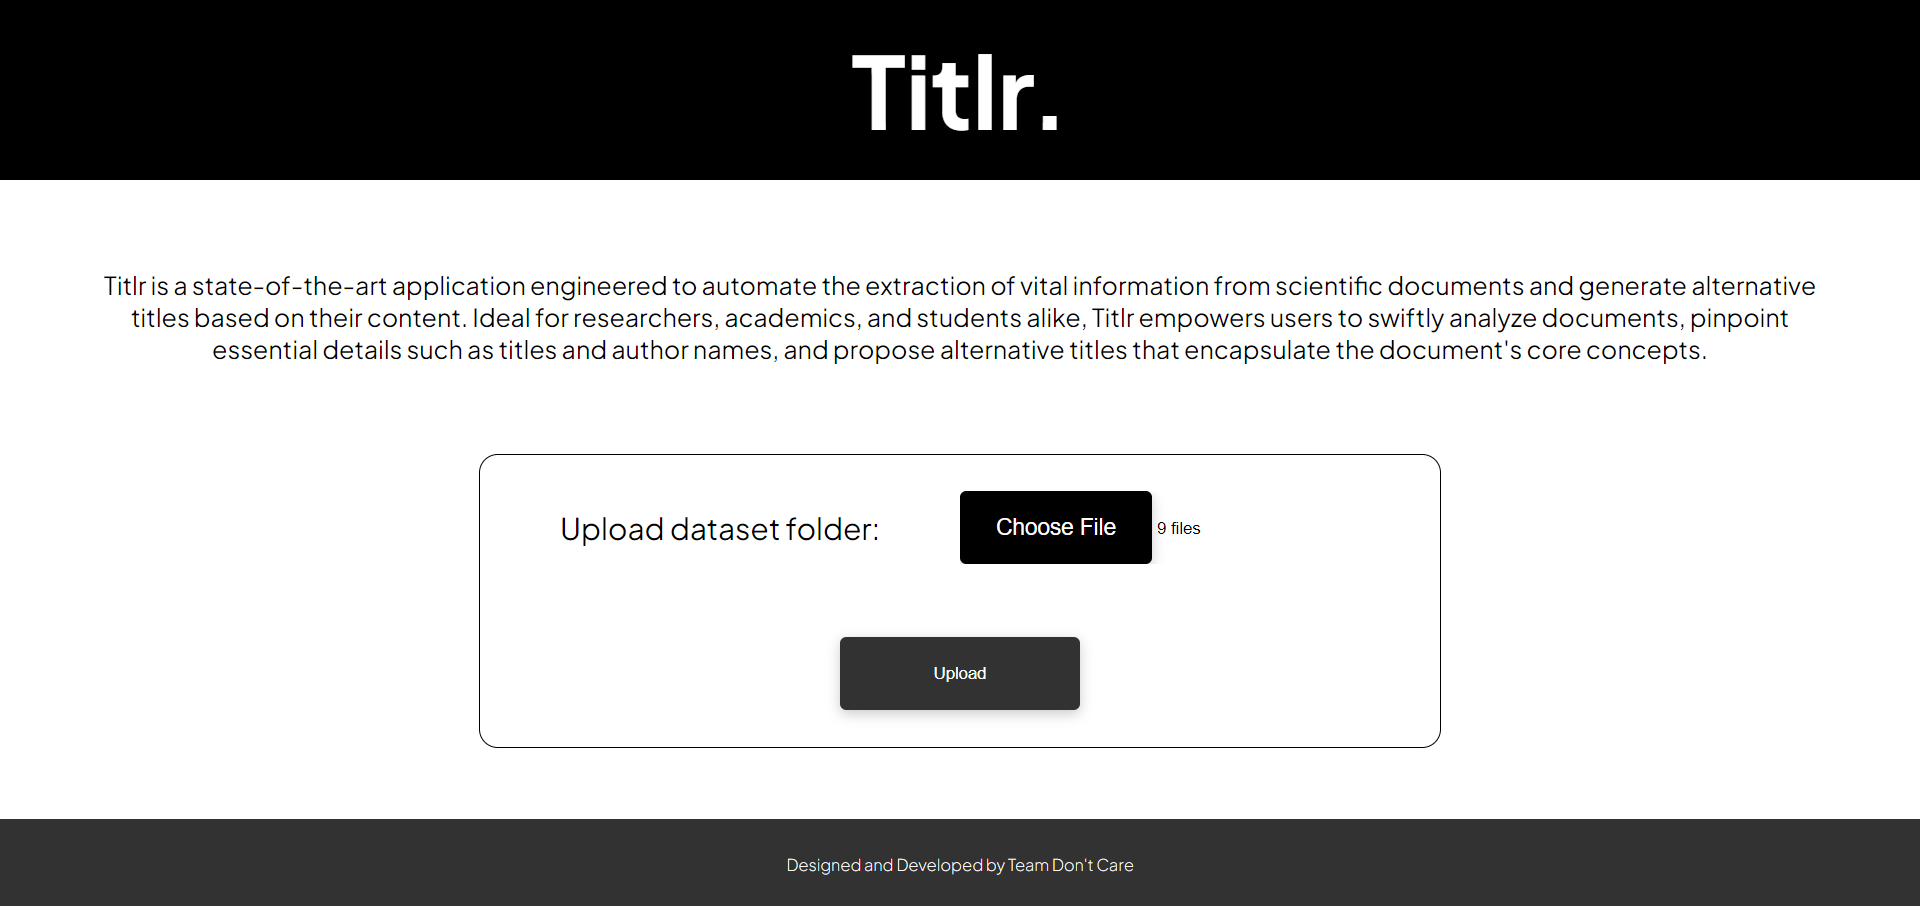 Titlr.
Titlr is a state-of-the-art application engineered to automate the extraction of vital information from scientific documents and generate alternative
titles based on their content. Ideal for researchers, academics, and students alike, Titlr empowers users to swiftly analyze documents, pinpoint
essential details such as titles and author names, and propose alternative titles that encapsulate the document's core concepts.
Upload dataset folder:
Choose File 9 files
Upload
Designed and Developed by Team Don't Care